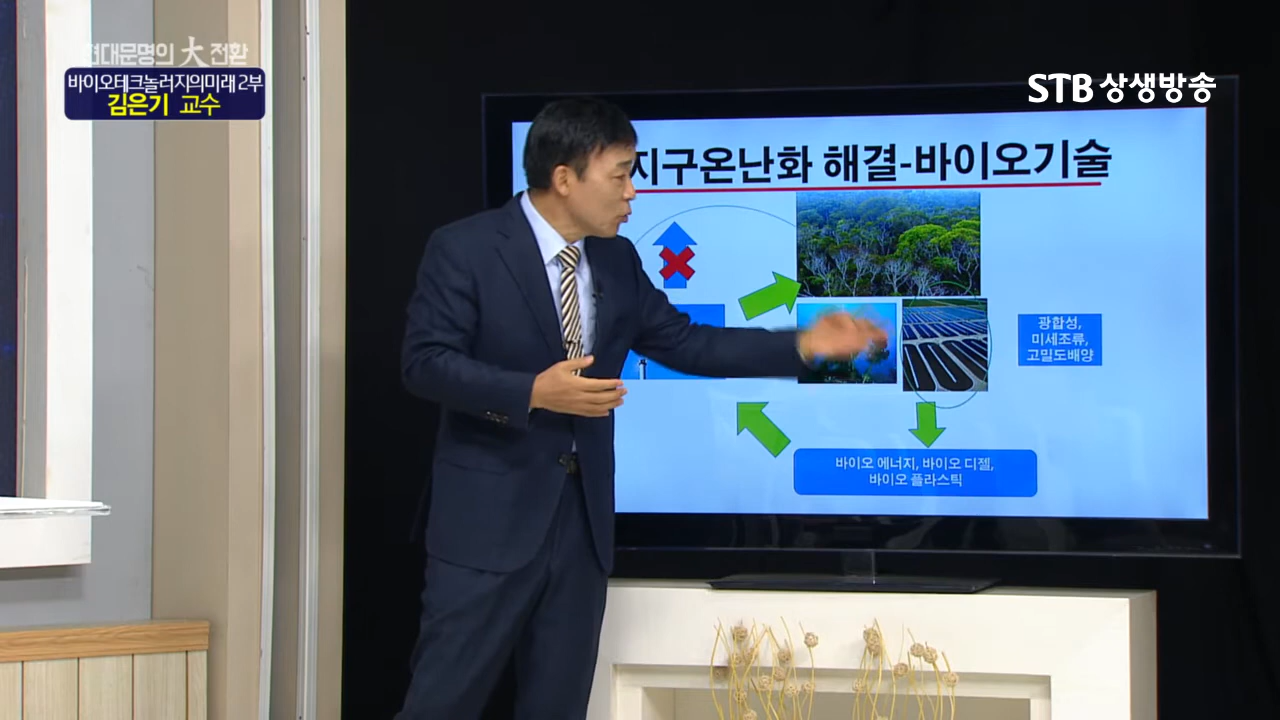 현대문명의 大 전환
바이오테크놀러지의미래 2부
김은기 교수
STB 상생방송
지구온난화 해결-바이오기술
광합성,
미세조류,
고밀도배양
바이오 에너지, 바이오 디젤,
바이오 플라스틱